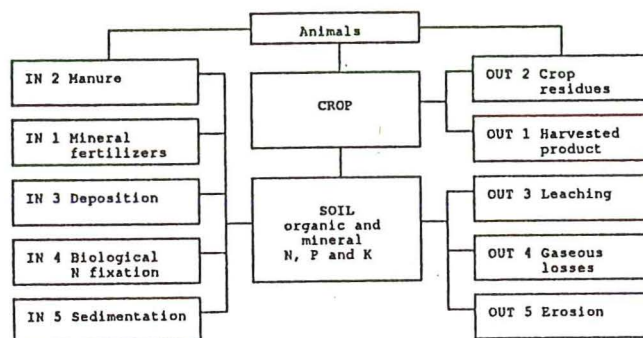 Animals
IN 2 Manure
IN 1 Mineral
fertilizers
IN 3 Deposition
IN 4 Biological
N fixation
IN 5 Sedimentation
CROP
SOIL
organic and
mineral
N, P and K
OUT 2 Crop
residues
OUT 1 Harvested
product
OUT 3 Leaching
OUT 4 Gaseous
losses
OUT 5 Erosion